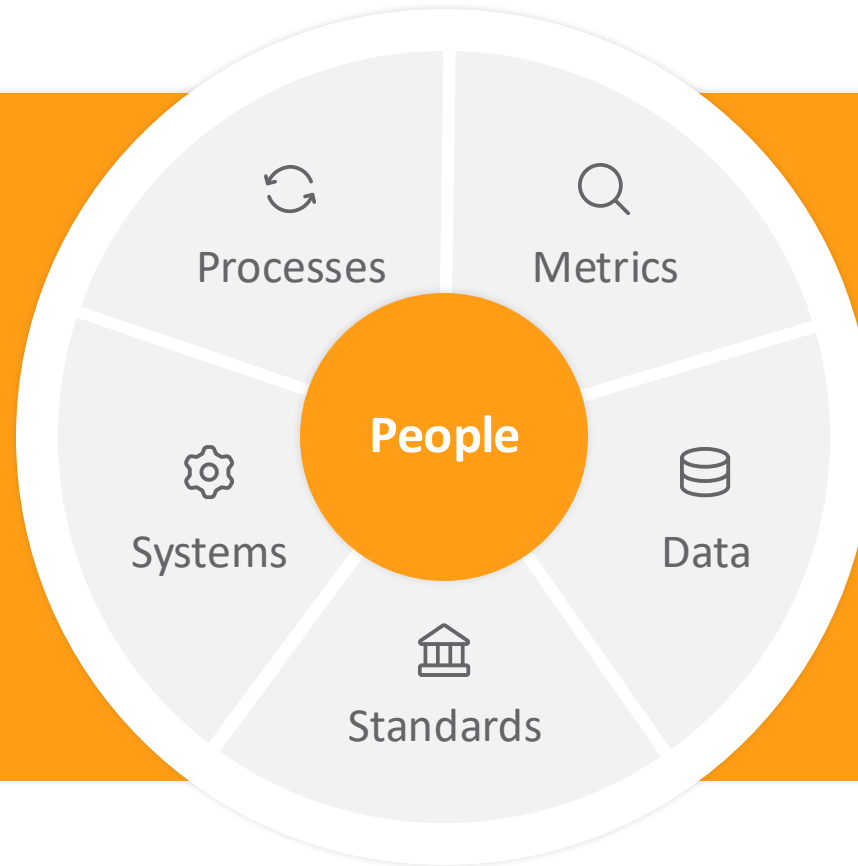 Processes
Metrics
People
Systems
Data
Standards